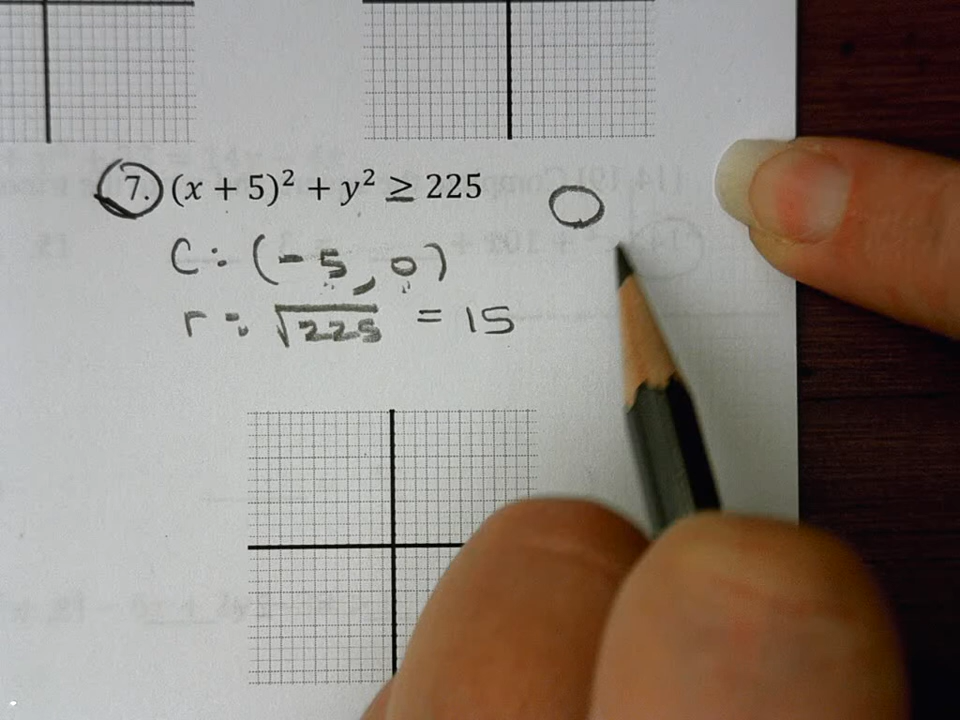 7. (x + 5)² + y² ≥ 225
C: (-5, 0)
r: √225 = 15